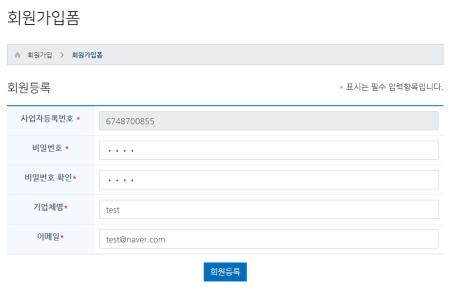 회원가입폼
회원가입 > 회원가입폼
회원등록
* 표시는 필수 입력항목입니다.
사업자등록번호 * 6748700855
비밀번호 * • • • •
비밀번호 확인* • • • •
기업체명* test
이메일* test@naver.com
회원등록